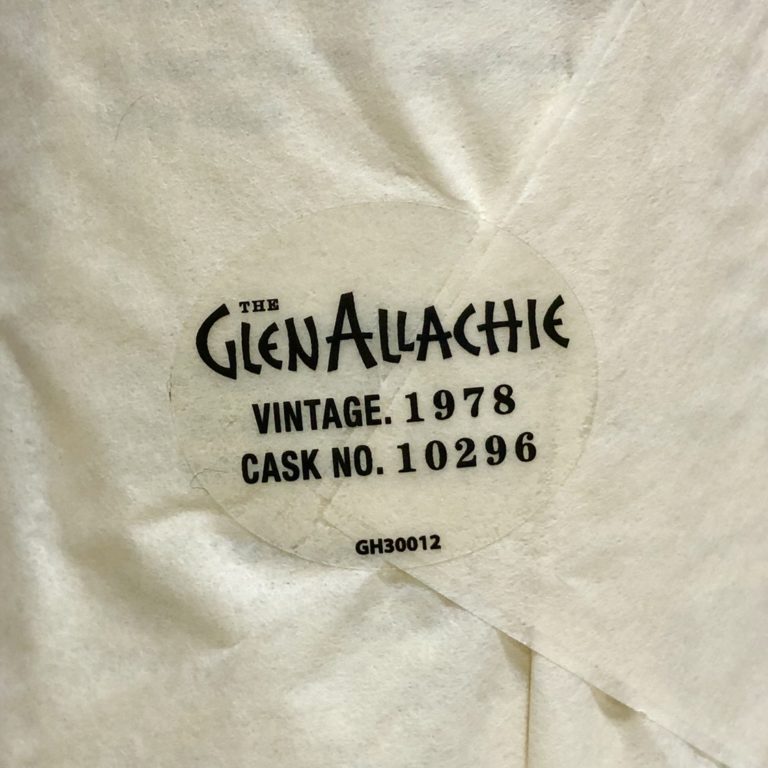 THE
GLENALLACHIE
VINTAGE. 1978
CASK NO. 10296
GH30012